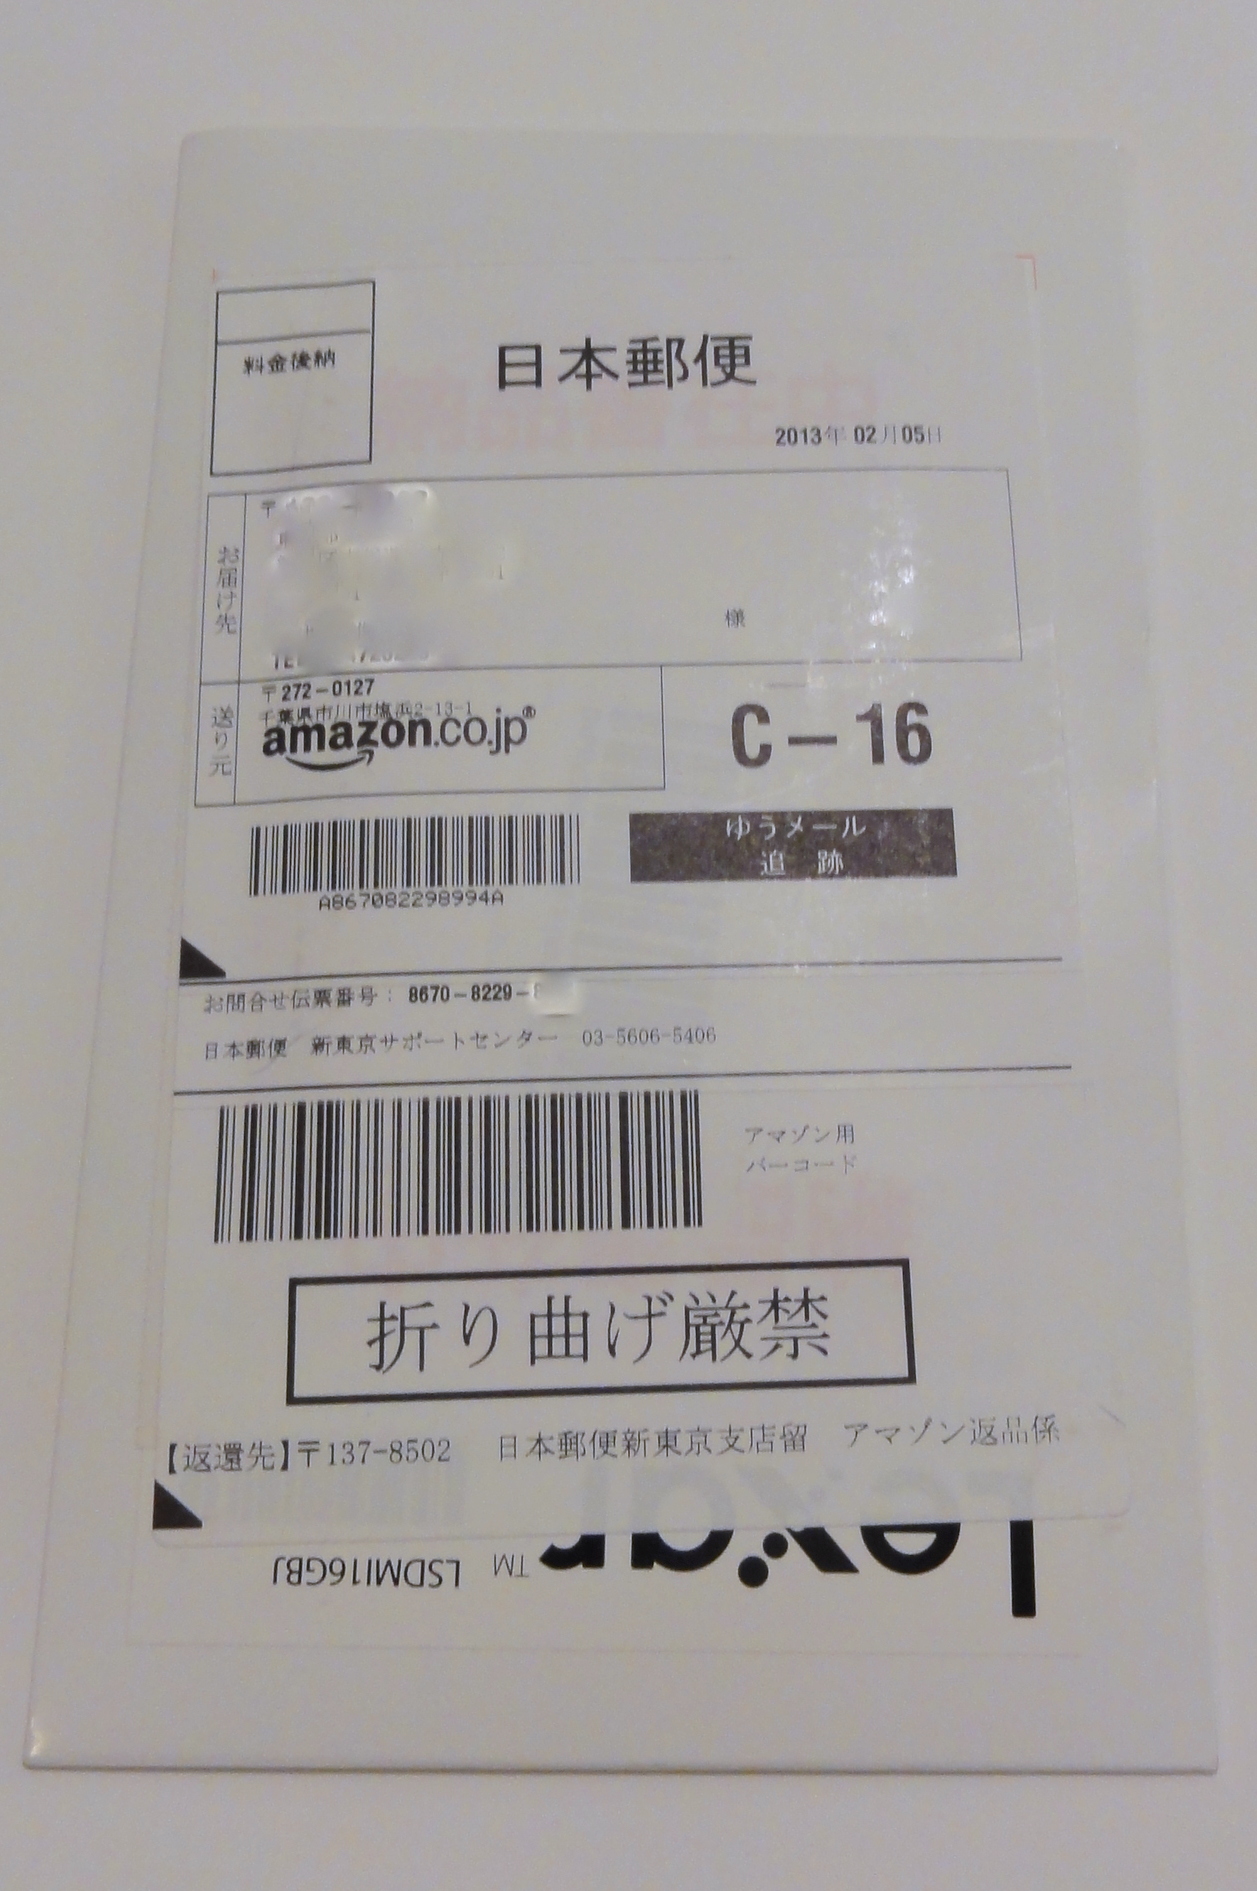 料金後納
日本郵便
2013年 02月05日
お届け先
〒
様
送り元
〒272-0127
千葉県市川市塩浜2-13-1
amazon.co.jp®
C-16
ゆうメール
追 跡
A867082298994A
お問合せ伝票番号: 8670-8229-
日本郵便 新東京サポートセンター 03-5606-5406
アマゾン用
バーコード
折り曲げ厳禁
【返還先】〒137-8502 日本郵便新東京支店留 アマゾン返品係
Lexar™ LSDMI16GBJ